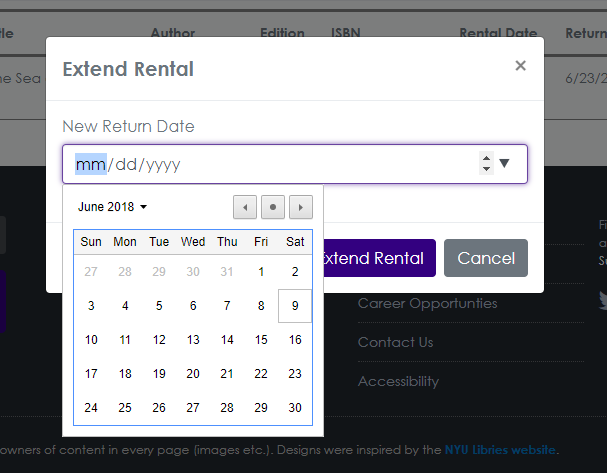 tle Author Edition ISBN Rental Date Return
Extend Rental ×
he Sea 6/23/2
New Return Date
mm/dd/yyyy
June 2018
Sun Mon Tue Wed Thu Fri Sat
27 28 29 30 31 1 2
3 4 5 6 7 8 9
10 11 12 13 14 15 16
17 18 19 20 21 22 23
24 25 26 27 28 29 30
Extend Rental Cancel
Career Opportunties
Contact Us
Accessibility
owners of content in every page (images etc.). Designs were inspired by the NYU Libries website.